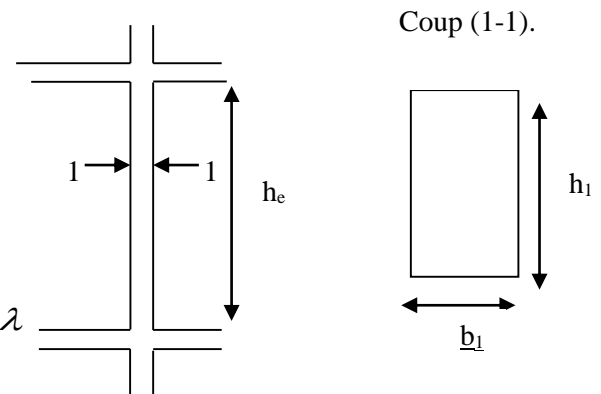 Coup (1-1).
1 1
hₑ
h₁
λ
b₁